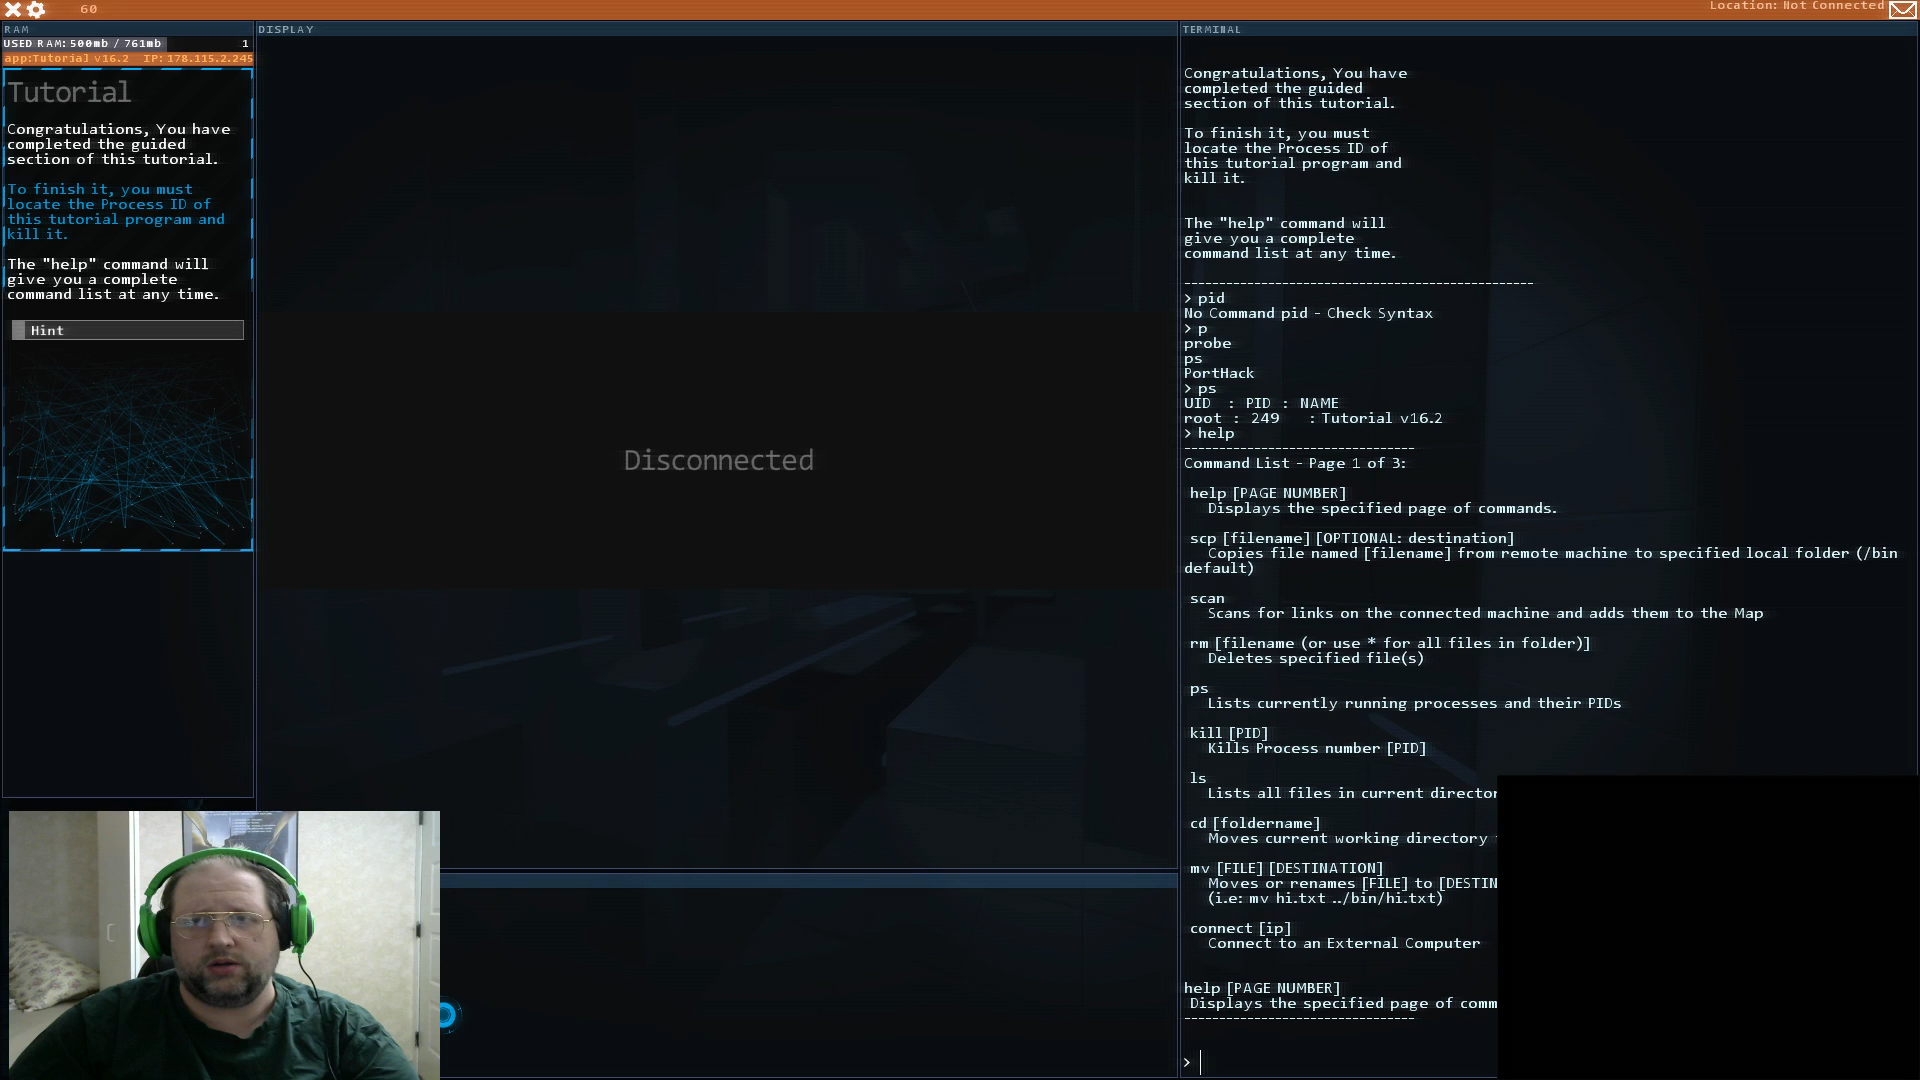 60
Location: Not Connected
RAM
USED RAM: 500mb / 761mb 1
app:Tutorial v16.2 IP: 178.115.2.245
Tutorial
Congratulations, You have
completed the guided
section of this tutorial.
To finish it, you must
locate the Process ID of
this tutorial program and
kill it.
The "help" command will
give you a complete
command list at any time.
Hint
DISPLAY
Disconnected
TERMINAL
Congratulations, You have
completed the guided
section of this tutorial.
To finish it, you must
locate the Process ID of
this tutorial program and
kill it.
The "help" command will
give you a complete
command list at any time.
--------------------------------------------------
> pid
No Command pid - Check Syntax
> p
probe
ps
PortHack
> ps
UID : PID : NAME
root : 249 : Tutorial v16.2
> help
---------------------------------
Command List - Page 1 of 3:
help [PAGE NUMBER]
Displays the specified page of commands.
scp [filename] [OPTIONAL: destination]
Copies file named [filename] from remote machine to specified local folder (/bin
default)
scan
Scans for links on the connected machine and adds them to the Map
rm [filename (or use * for all files in folder)]
Deletes specified file(s)
ps
Lists currently running processes and their PIDs
kill [PID]
Kills Process number [PID]
ls
Lists all files in current director
cd [foldername]
Moves current working directory
mv [FILE] [DESTINATION]
Moves or renames [FILE] to [DESTIN
(i.e: mv hi.txt ../bin/hi.txt)
connect [ip]
Connect to an External Computer
help [PAGE NUMBER]
Displays the specified page of comm
---------------------------------
>